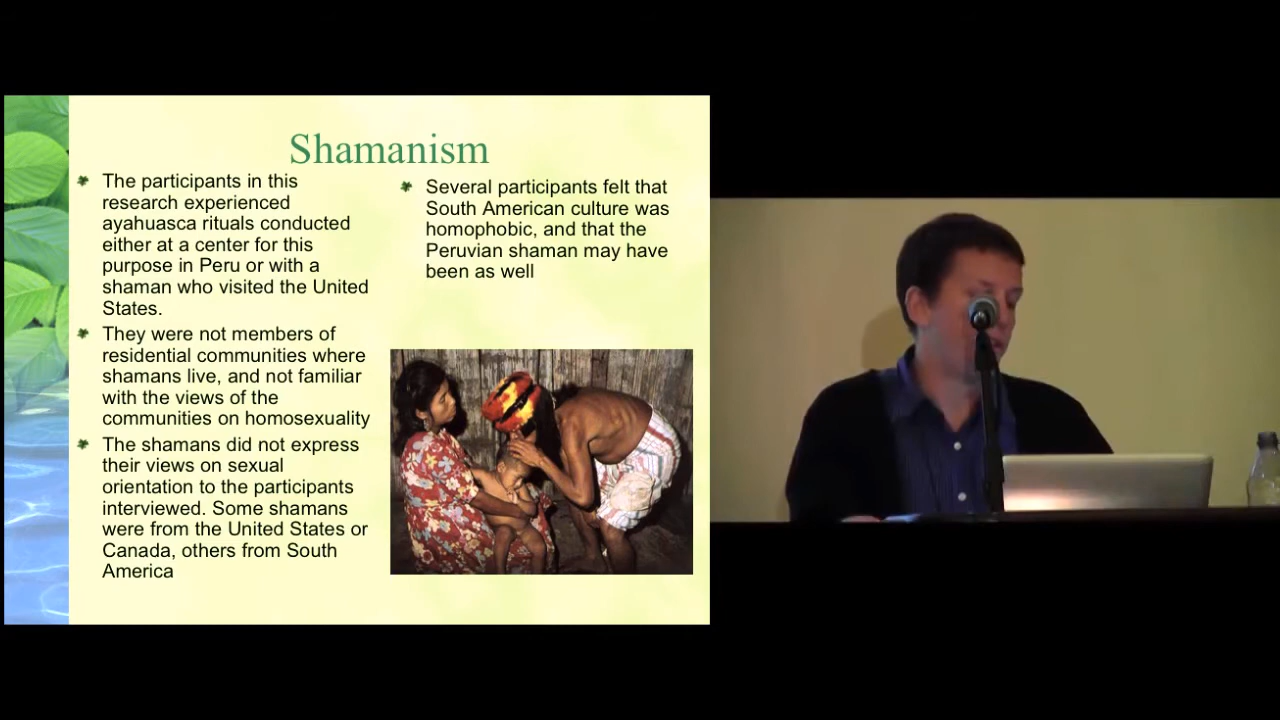 Shamanism
The participants in this
research experienced
ayahuasca rituals conducted
either at a center for this
purpose in Peru or with a
shaman who visited the United
States.
They were not members of
residential communities where
shamans live, and not familiar
with the views of the
communities on homosexuality
The shamans did not express
their views on sexual
orientation to the participants
interviewed. Some shamans
were from the United States or
Canada, others from South
America
Several participants felt that
South American culture was
homophobic, and that the
Peruvian shaman may have
been as well